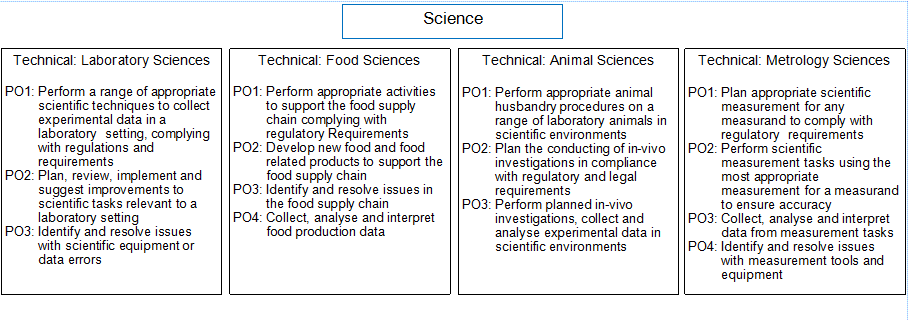 Science
Technical: Laboratory Sciences
PO1: Perform a range of appropriate
scientific techniques to collect
experimental data in a
laboratory setting, complying
with regulations and
requirements
PO2: Plan, review, implement and
suggest improvements to
scientific tasks relevant to a
laboratory setting
PO3: Identify and resolve issues
with scientific equipment or
data errors
Technical: Food Sciences
PO1: Perform appropriate activities
to support the food supply
chain complying with
regulatory Requirements
PO2: Develop new food and food
related products to support the
food supply chain
PO3: Identify and resolve issues in
the food supply chain
PO4: Collect, analyse and interpret
food production data
Technical: Animal Sciences
PO1: Perform appropriate animal
husbandry procedures on a
range of laboratory animals in
scientific environments
PO2: Plan the conducting of in-vivo
investigations in compliance
with regulatory and legal
requirements
PO3: Perform planned in-vivo
investigations, collect and
analyse experimental data in
scientific environments
Technical: Metrology Sciences
PO1: Plan appropriate scientific
measurement for any
measurand to comply with
regulatory requirements
PO2: Perform scientific
measurement tasks using the
most appropriate
measurement for a measurand
to ensure accuracy
PO3: Collect, analyse and interpret
data from measurement tasks
PO4: Identify and resolve issues
with measurement tools and
equipment